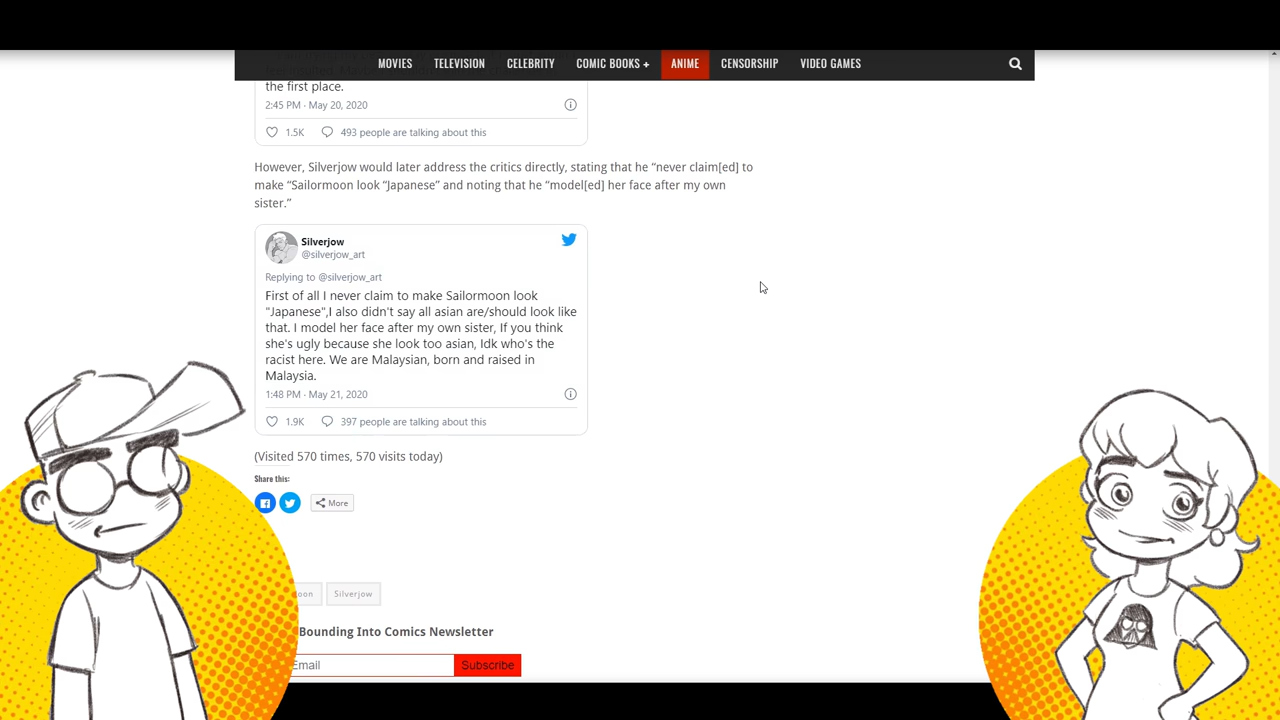 MOVIES TELEVISION CELEBRITY COMIC BOOKS + ANIME CENSORSHIP VIDEO GAMES
the first place.
2:45 PM · May 20, 2020
1.5K 493 people are talking about this
However, Silverjow would later address the critics directly, stating that he “never claim[ed] to
make “Sailormoon look “Japanese” and noting that he “model[ed] her face after my own
sister.”
Silverjow
@silverjow_art
Replying to @silverjow_art
First of all I never claim to make Sailormoon look
"Japanese",I also didn't say all asian are/should look like
that. I model her face after my own sister, If you think
she's ugly because she look too asian, Idk who's the
racist here. We are Malaysian, born and raised in
Malaysia.
1:48 PM · May 21, 2020
1.9K 397 people are talking about this
(Visited 570 times, 570 visits today)
Share this:
More
oon Silverjow
Bounding Into Comics Newsletter
Email Subscribe